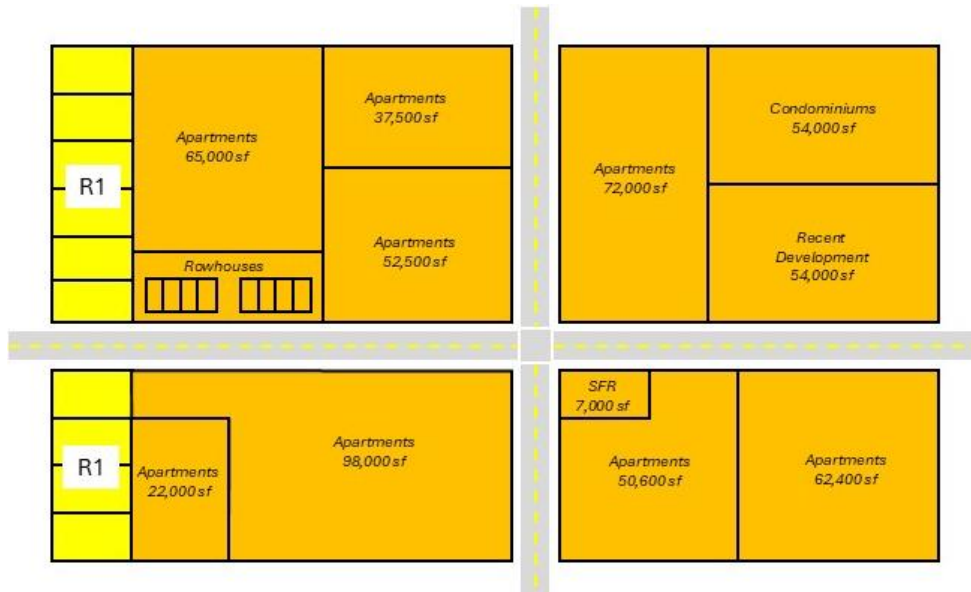 Apartments
65,000 sf
Apartments
37,500 sf
R1
Apartments
52,500 sf
Rowhouses
Apartments
72,000 sf
Condominiums
54,000 sf
Recent
Development
54,000 sf
R1
Apartments
22,000 sf
Apartments
98,000 sf
SFR
7,000 sf
Apartments
50,600 sf
Apartments
62,400 sf